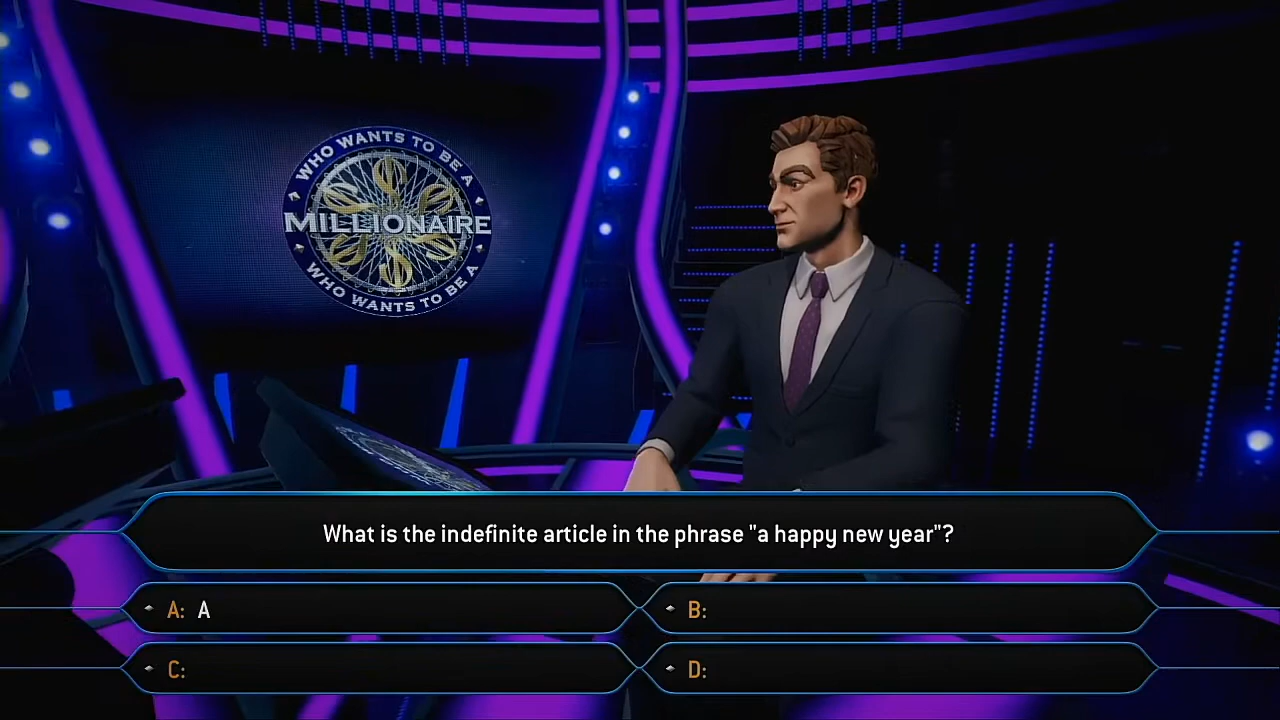 WHO WANTS TO BE A
MILLIONAIRE
WHO WANTS TO BE A
What is the indefinite article in the phrase "a happy new year"?
A: A
B:
C:
D: